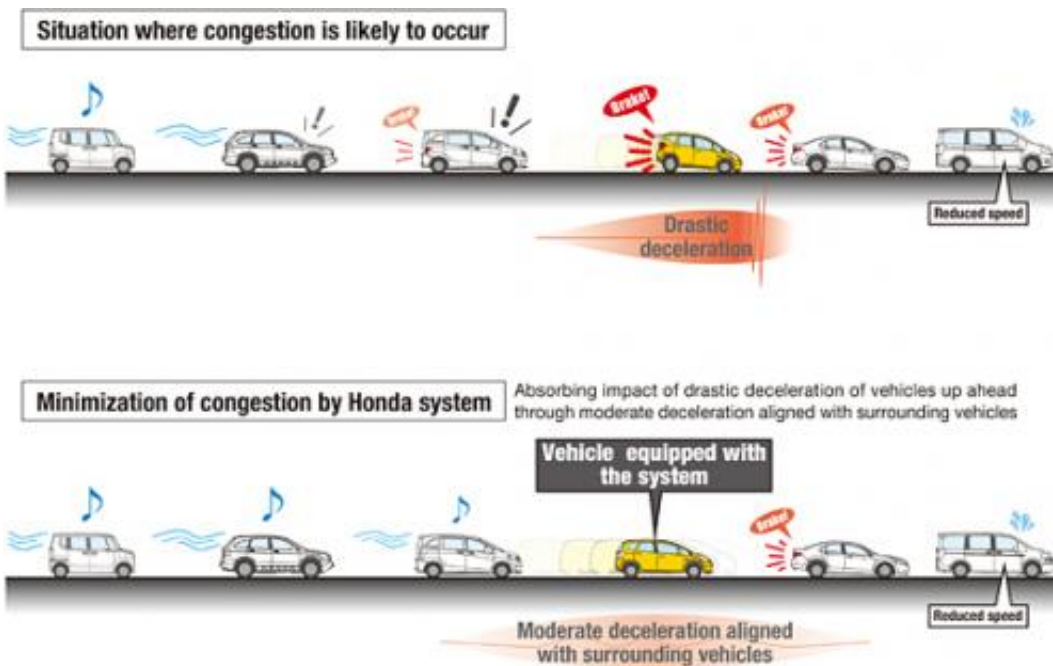 Situation where congestion is likely to occur
Brake!
Brake!
Brake!
Reduced speed
Drastic
deceleration
Minimization of congestion by Honda system
Absorbing impact of drastic deceleration of vehicles up ahead
through moderate deceleration aligned with surrounding vehicles
Vehicle equipped with
the system
Brake!
Reduced speed
Moderate deceleration aligned
with surrounding vehicles